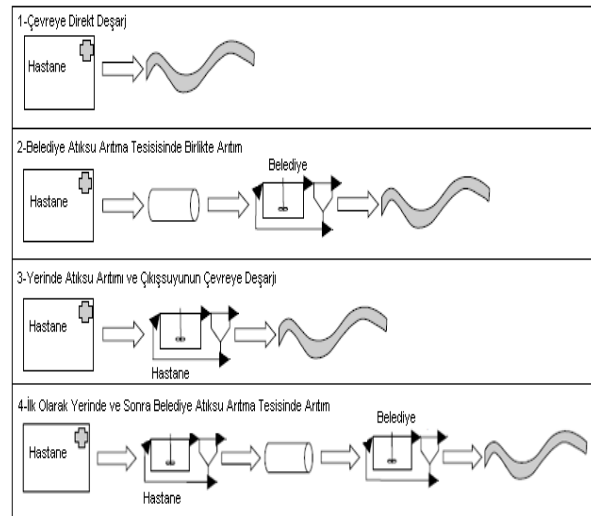 1-Çevreye Direkt Deşarj
Hastane
2-Belediye Atıksu Arıtma Tesisisinde Birlikte Arıtım
Belediye
Hastane
3-Yerinde Atıksu Arıtımı ve Çıkışsuyunun Çevreye Deşarjı
Hastane
Hastane
4-İlk Olarak Yerinde ve Sonra Belediye Atıksu Arıtma Tesisinde Arıtım
Belediye
Hastane
Hastane